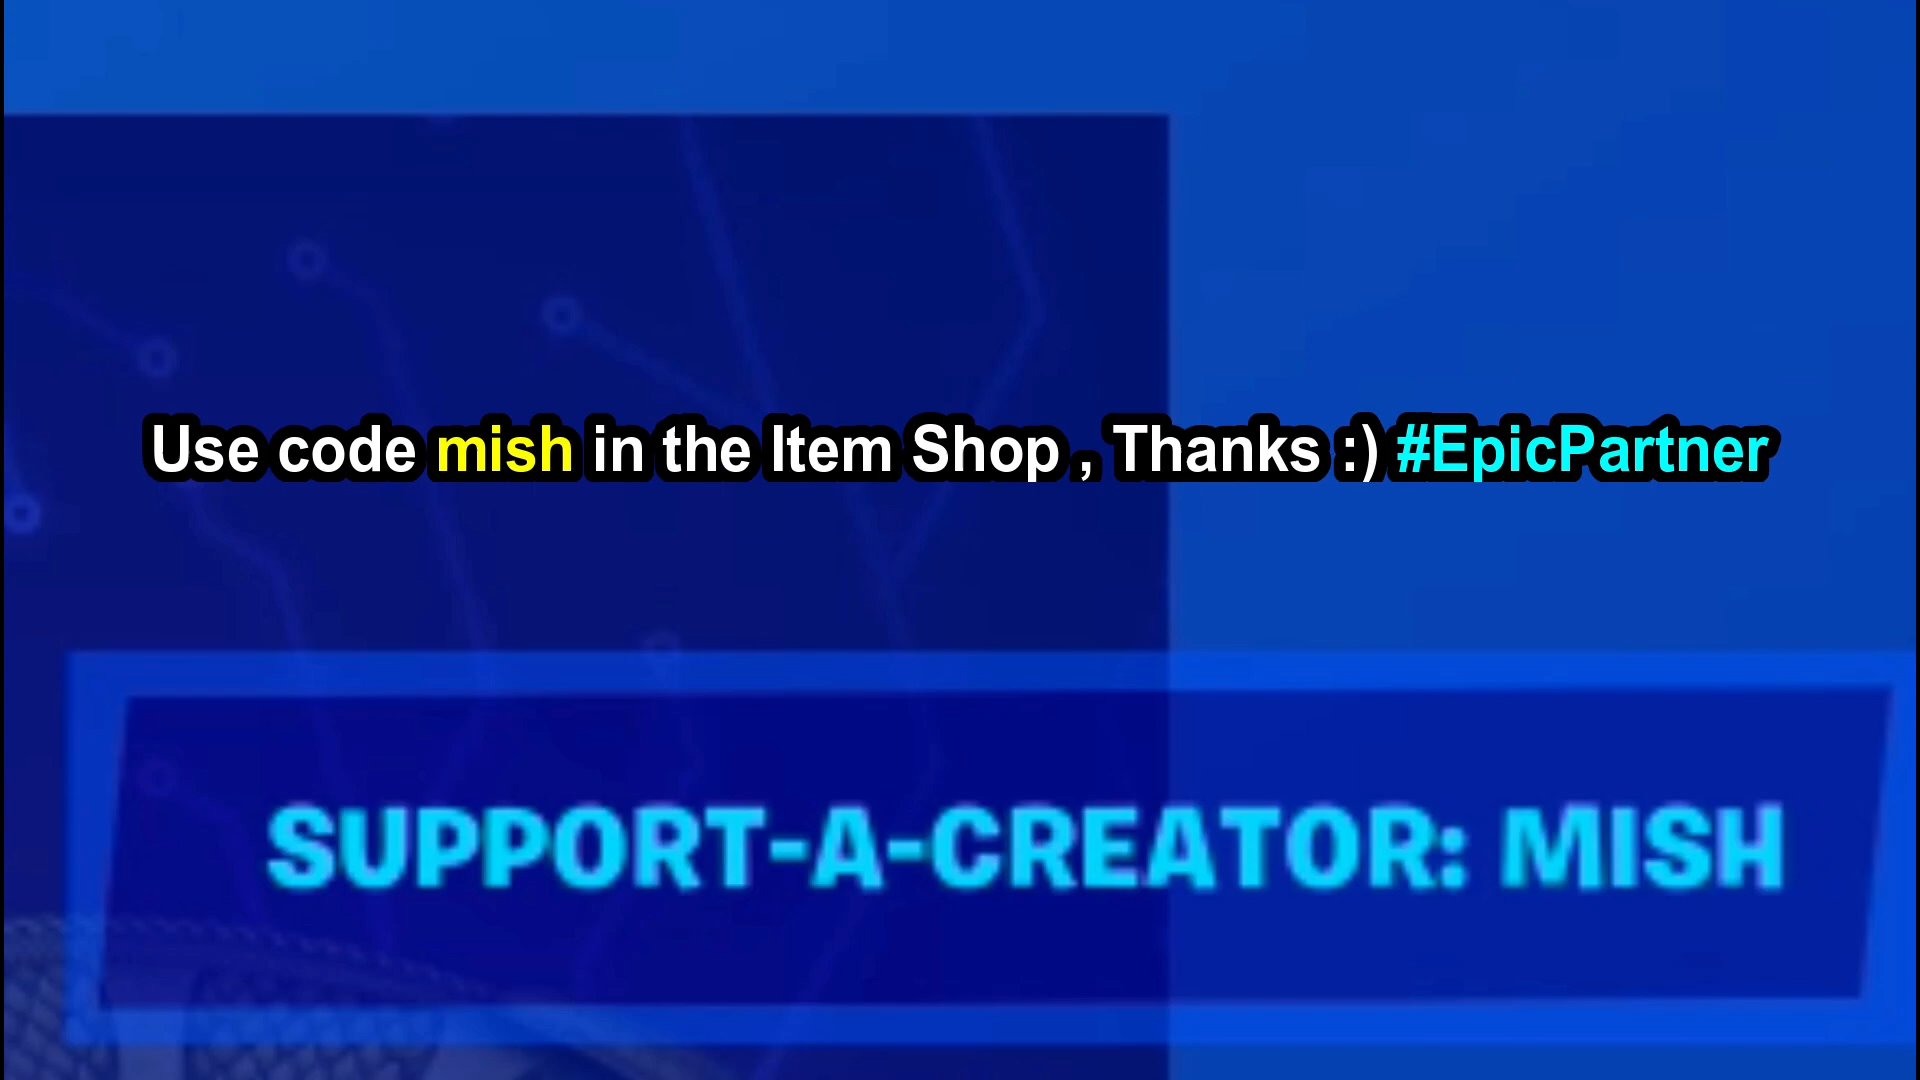 Use code mish in the Item Shop , Thanks :) #EpicPartner
SUPPORT-A-CREATOR: MISH